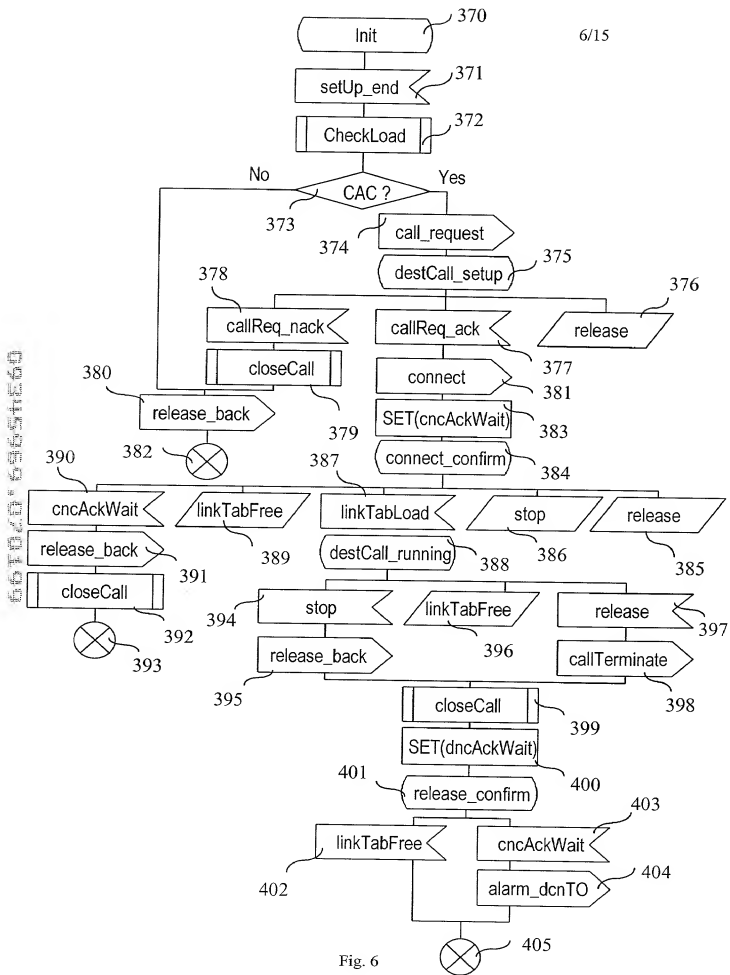 370
Init
6/15
371
setUp_end
372
CheckLoad
No
Yes
CAC ?
373
374
call_request
375
destCall_setup
378
376
callReq_nack
callReq_ack
release
377
closeCall
380
379
connect
381
release_back
SET(cncAckWait)
383
382
390
387
connect_confirm
384
cncAckWait
linkTabFree
linkTabLoad
stop
release
389
386
385
release_back
391
destCall_running
388
closeCall
392
394
stop
linkTabFree
release
397
396
393
release_back
callTerminate
395
398
closeCall
399
SET(dncAckWait)
400
401
release_confirm
403
linkTabFree
cncAckWait
402
404
alarm_dcnTO
405
Fig. 6